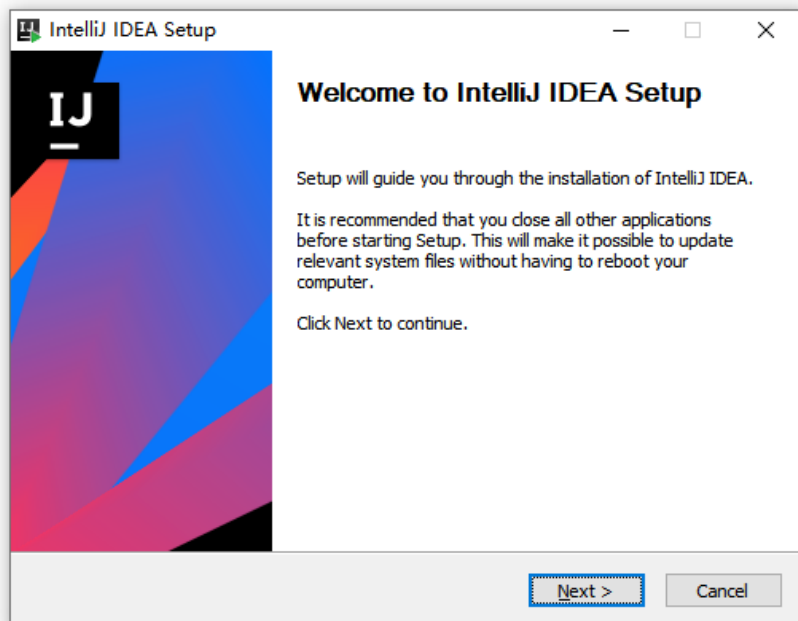 IntelliJ IDEA Setup
IJ
Welcome to IntelliJ IDEA Setup
Setup will guide you through the installation of IntelliJ IDEA.
It is recommended that you close all other applications
before starting Setup. This will make it possible to update
relevant system files without having to reboot your
computer.
Click Next to continue.
Next >
Cancel